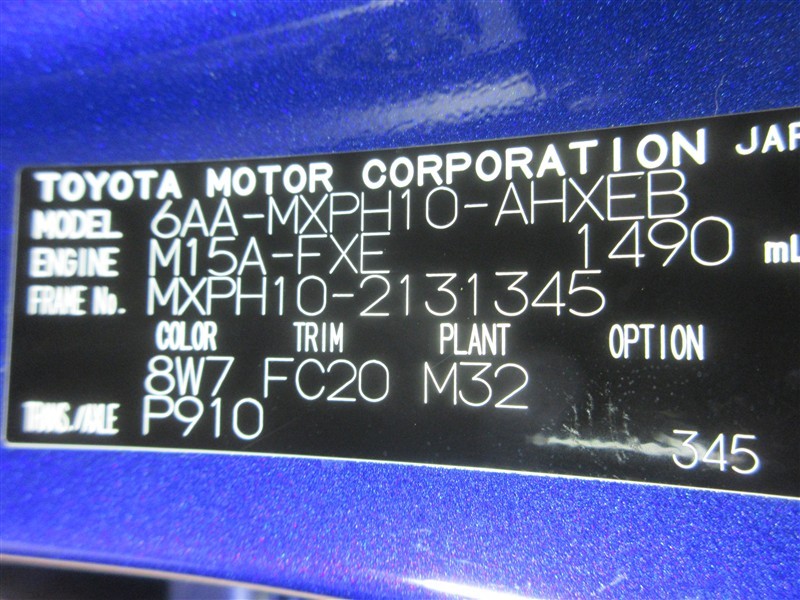 TOYOTA MOTOR CORPORATION JAP
MODEL 6AA-MXPH10-AHXEB
ENGINE M15A-FXE 1490 mL
FRAME No. MXPH10-2131345
COLOR TRIM PLANT OPTION
8W7 FC20 M32
TRANS./AXLE P910
345